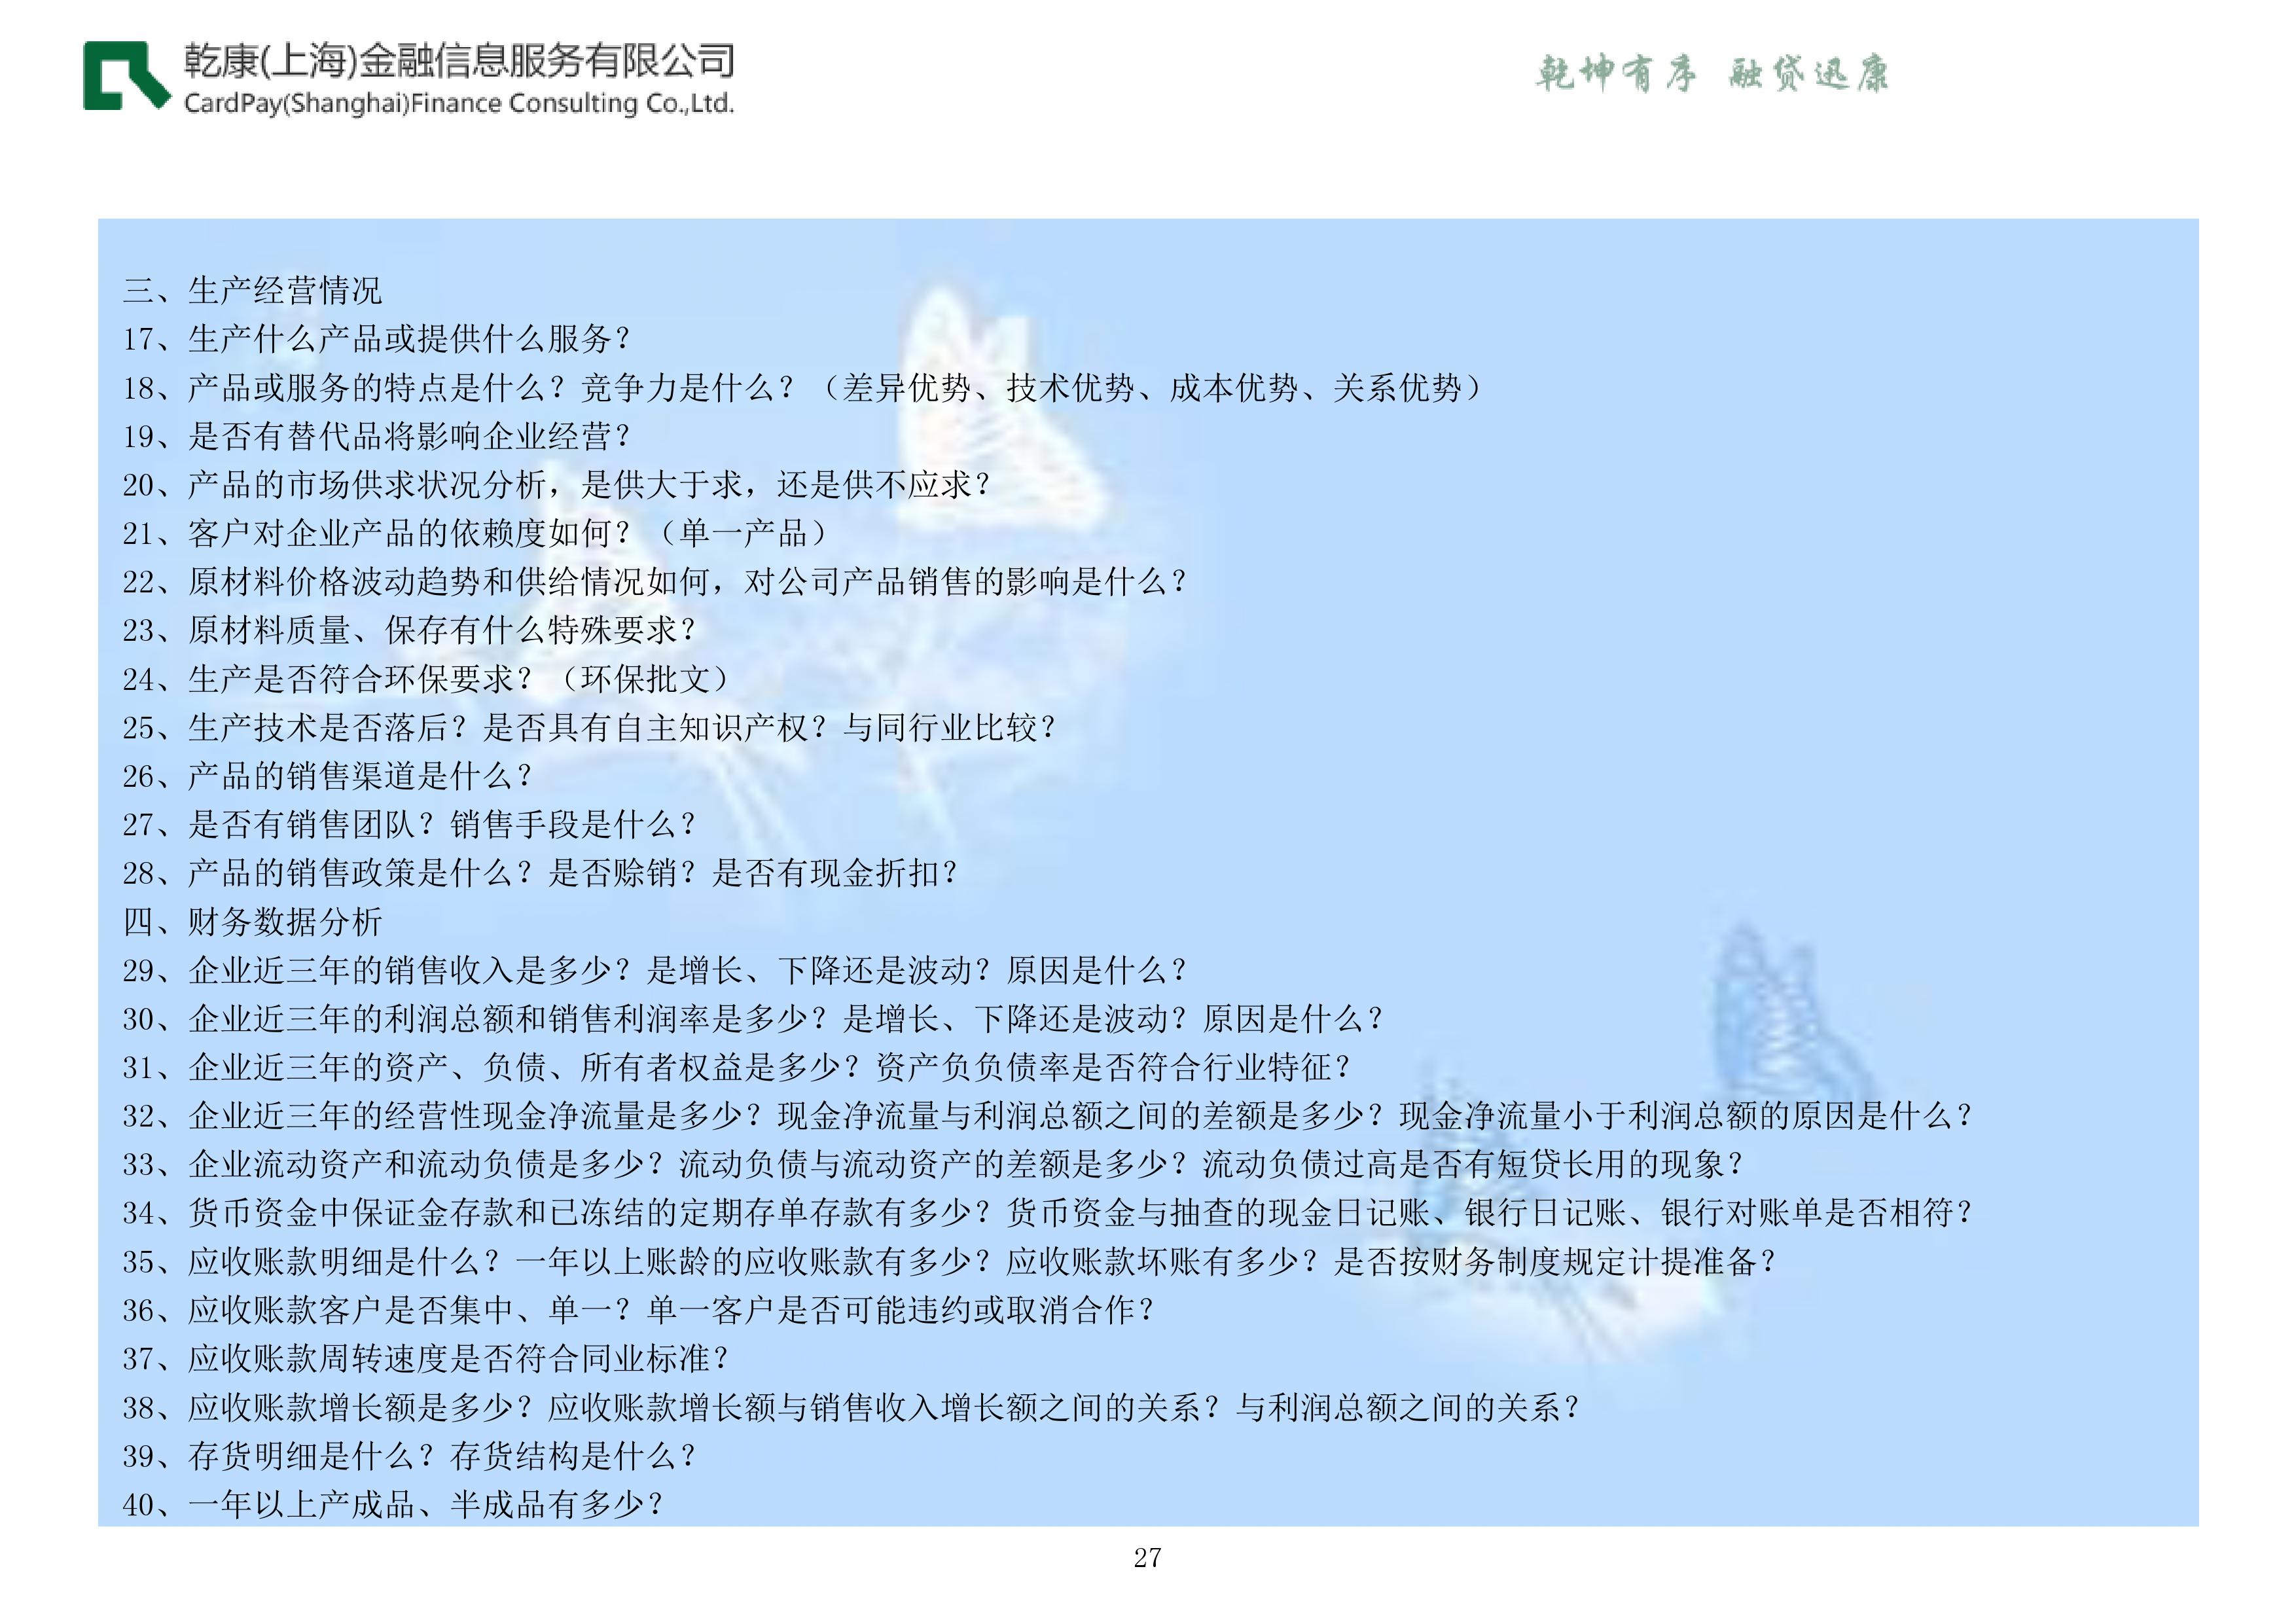 乾康(上海)金融信息服务有限公司
CardPay(Shanghai)Finance Consulting Co.,Ltd.
乾坤有序 融贷迅康
三、生产经营情况
17、生产什么产品或提供什么服务？
18、产品或服务的特点是什么？竞争力是什么？（差异优势、技术优势、成本优势、关系优势）
19、是否有替代品将影响企业经营？
20、产品的市场供求状况分析，是供大于求，还是供不应求？
21、客户对企业产品的依赖度如何？（单一产品）
22、原材料价格波动趋势和供给情况如何，对公司产品销售的影响是什么？
23、原材料质量、保存有什么特殊要求？
24、生产是否符合环保要求？（环保批文）
25、生产技术是否落后？是否具有自主知识产权？与同行业比较？
26、产品的销售渠道是什么？
27、是否有销售团队？销售手段是什么？
28、产品的销售政策是什么？是否赊销？是否有现金折扣？
四、财务数据分析
29、企业近三年的销售收入是多少？是增长、下降还是波动？原因是什么？
30、企业近三年的利润总额和销售利润率是多少？是增长、下降还是波动？原因是什么？
31、企业近三年的资产、负债、所有者权益是多少？资产负负债率是否符合行业特征？
32、企业近三年的经营性现金净流量是多少？现金净流量与利润总额之间的差额是多少？现金净流量小于利润总额的原因是什么？
33、企业流动资产和流动负债是多少？流动负债与流动资产的差额是多少？流动负债过高是否有短贷长用的现象？
34、货币资金中保证金存款和已冻结的定期存单存款有多少？货币资金与抽查的现金日记账、银行日记账、银行对账单是否相符？
35、应收账款明细是什么？一年以上账龄的应收账款有多少？应收账款坏账有多少？是否按财务制度规定计提准备？
36、应收账款客户是否集中、单一？单一客户是否可能违约或取消合作？
37、应收账款周转速度是否符合同业标准？
38、应收账款增长额是多少？应收账款增长额与销售收入增长额之间的关系？与利润总额之间的关系？
39、存货明细是什么？存货结构是什么？
40、一年以上产成品、半成品有多少？
27